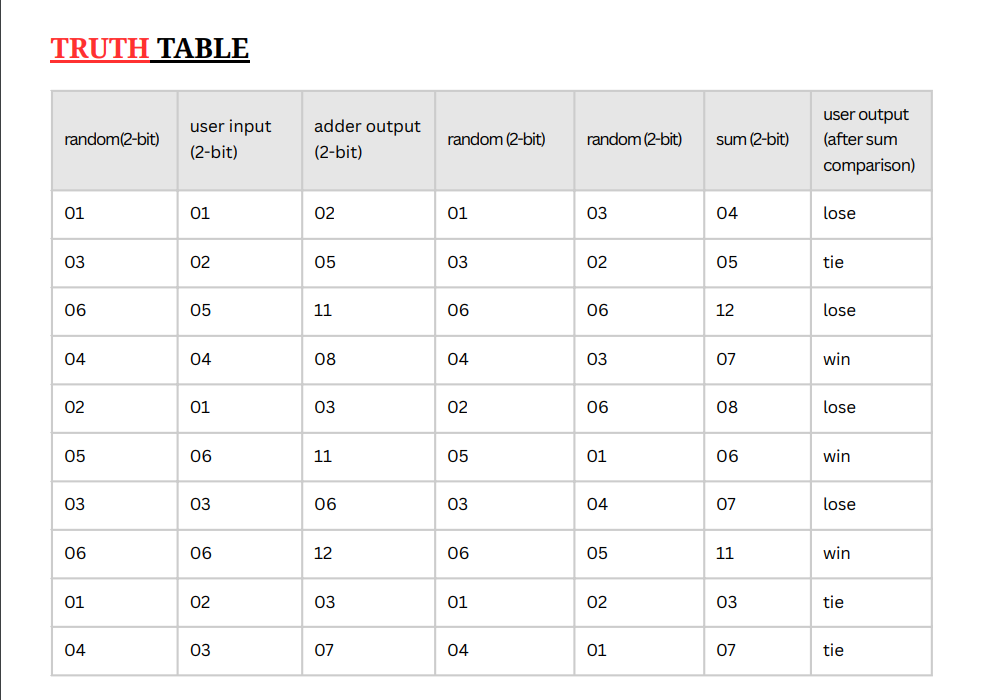 TRUTH TABLE
random(2-bit) user input (2-bit) adder output (2-bit) random (2-bit) random (2-bit) sum (2-bit) user output (after sum comparison)
01 01 02 01 03 04 lose
03 02 05 03 02 05 tie
06 05 11 06 06 12 lose
04 04 08 04 03 07 win
02 01 03 02 06 08 lose
05 06 11 05 01 06 win
03 03 06 03 04 07 lose
06 06 12 06 05 11 win
01 02 03 01 02 03 tie
04 03 07 04 01 07 tie